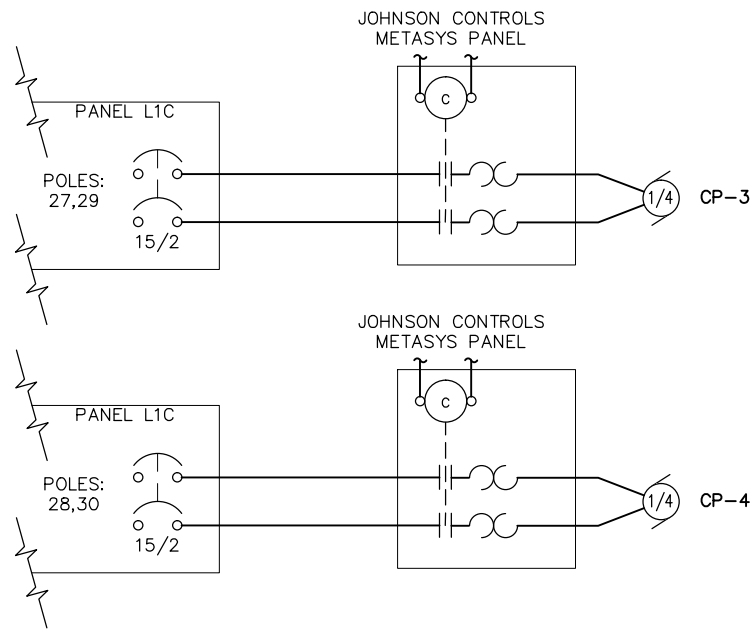 JOHNSON CONTROLS
METASYS PANEL
PANEL L1C
C
POLES:
27,29
15/2
1/4
CP-3
JOHNSON CONTROLS
METASYS PANEL
PANEL L1C
C
POLES:
28,30
15/2
1/4
CP-4